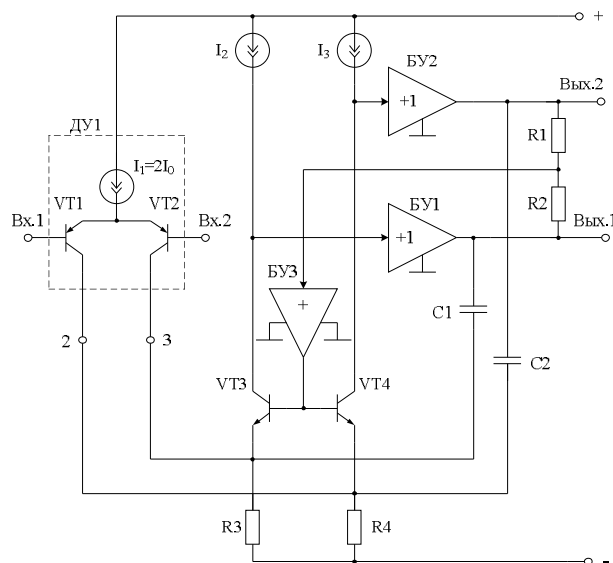 +
I2 I3 БУ2
+1 Вых.2
ДУ1 R1
I1=2I0
VT1 VT2 R2
Вх.1 Вх.2 БУ1 Вых.1
+1
БУ3
+ C1
2 3
C2
VT3 VT4
R3 R4
-